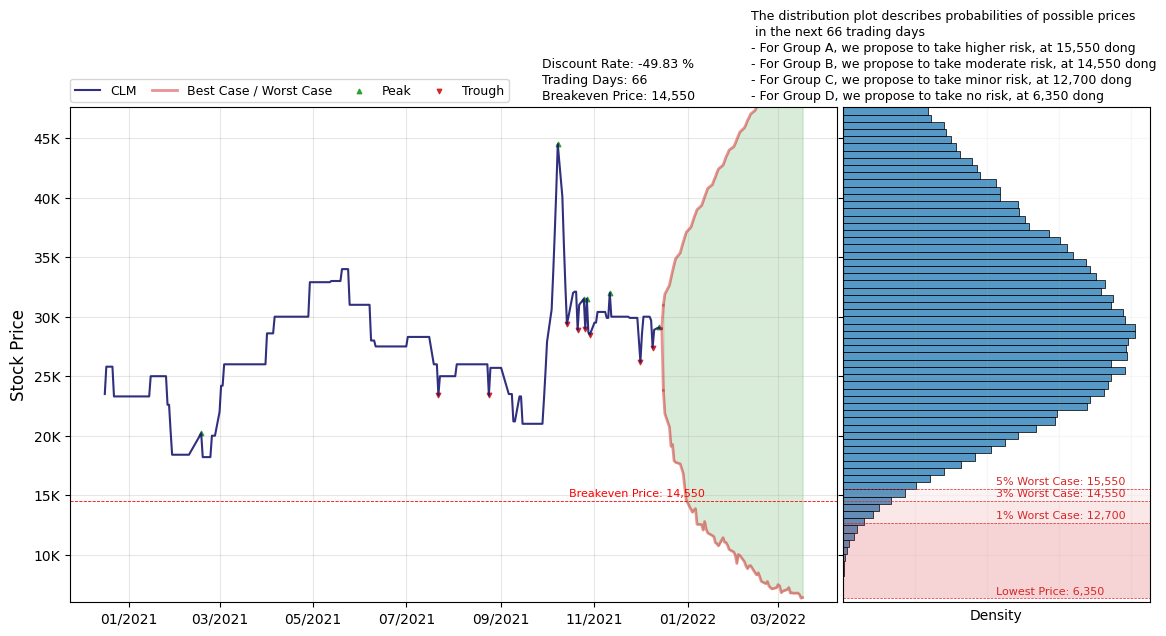 The distribution plot describes probabilities of possible prices
in the next 66 trading days
- For Group A, we propose to take higher risk, at 15,550 dong
- For Group B, we propose to take moderate risk, at 14,550 dong
- For Group C, we propose to take minor risk, at 12,700 dong
- For Group D, we propose to take no risk, at 6,350 dong
Discount Rate: -49.83 %
Trading Days: 66
Breakeven Price: 14,550
CLM
Best Case / Worst Case
Peak
Trough
Stock Price
45K
40K
35K
30K
25K
20K
15K
10K
Breakeven Price: 14,550
01/2021
03/2021
05/2021
07/2021
09/2021
11/2021
01/2022
03/2022
5% Worst Case: 15,550
3% Worst Case: 14,550
1% Worst Case: 12,700
Lowest Price: 6,350
Density